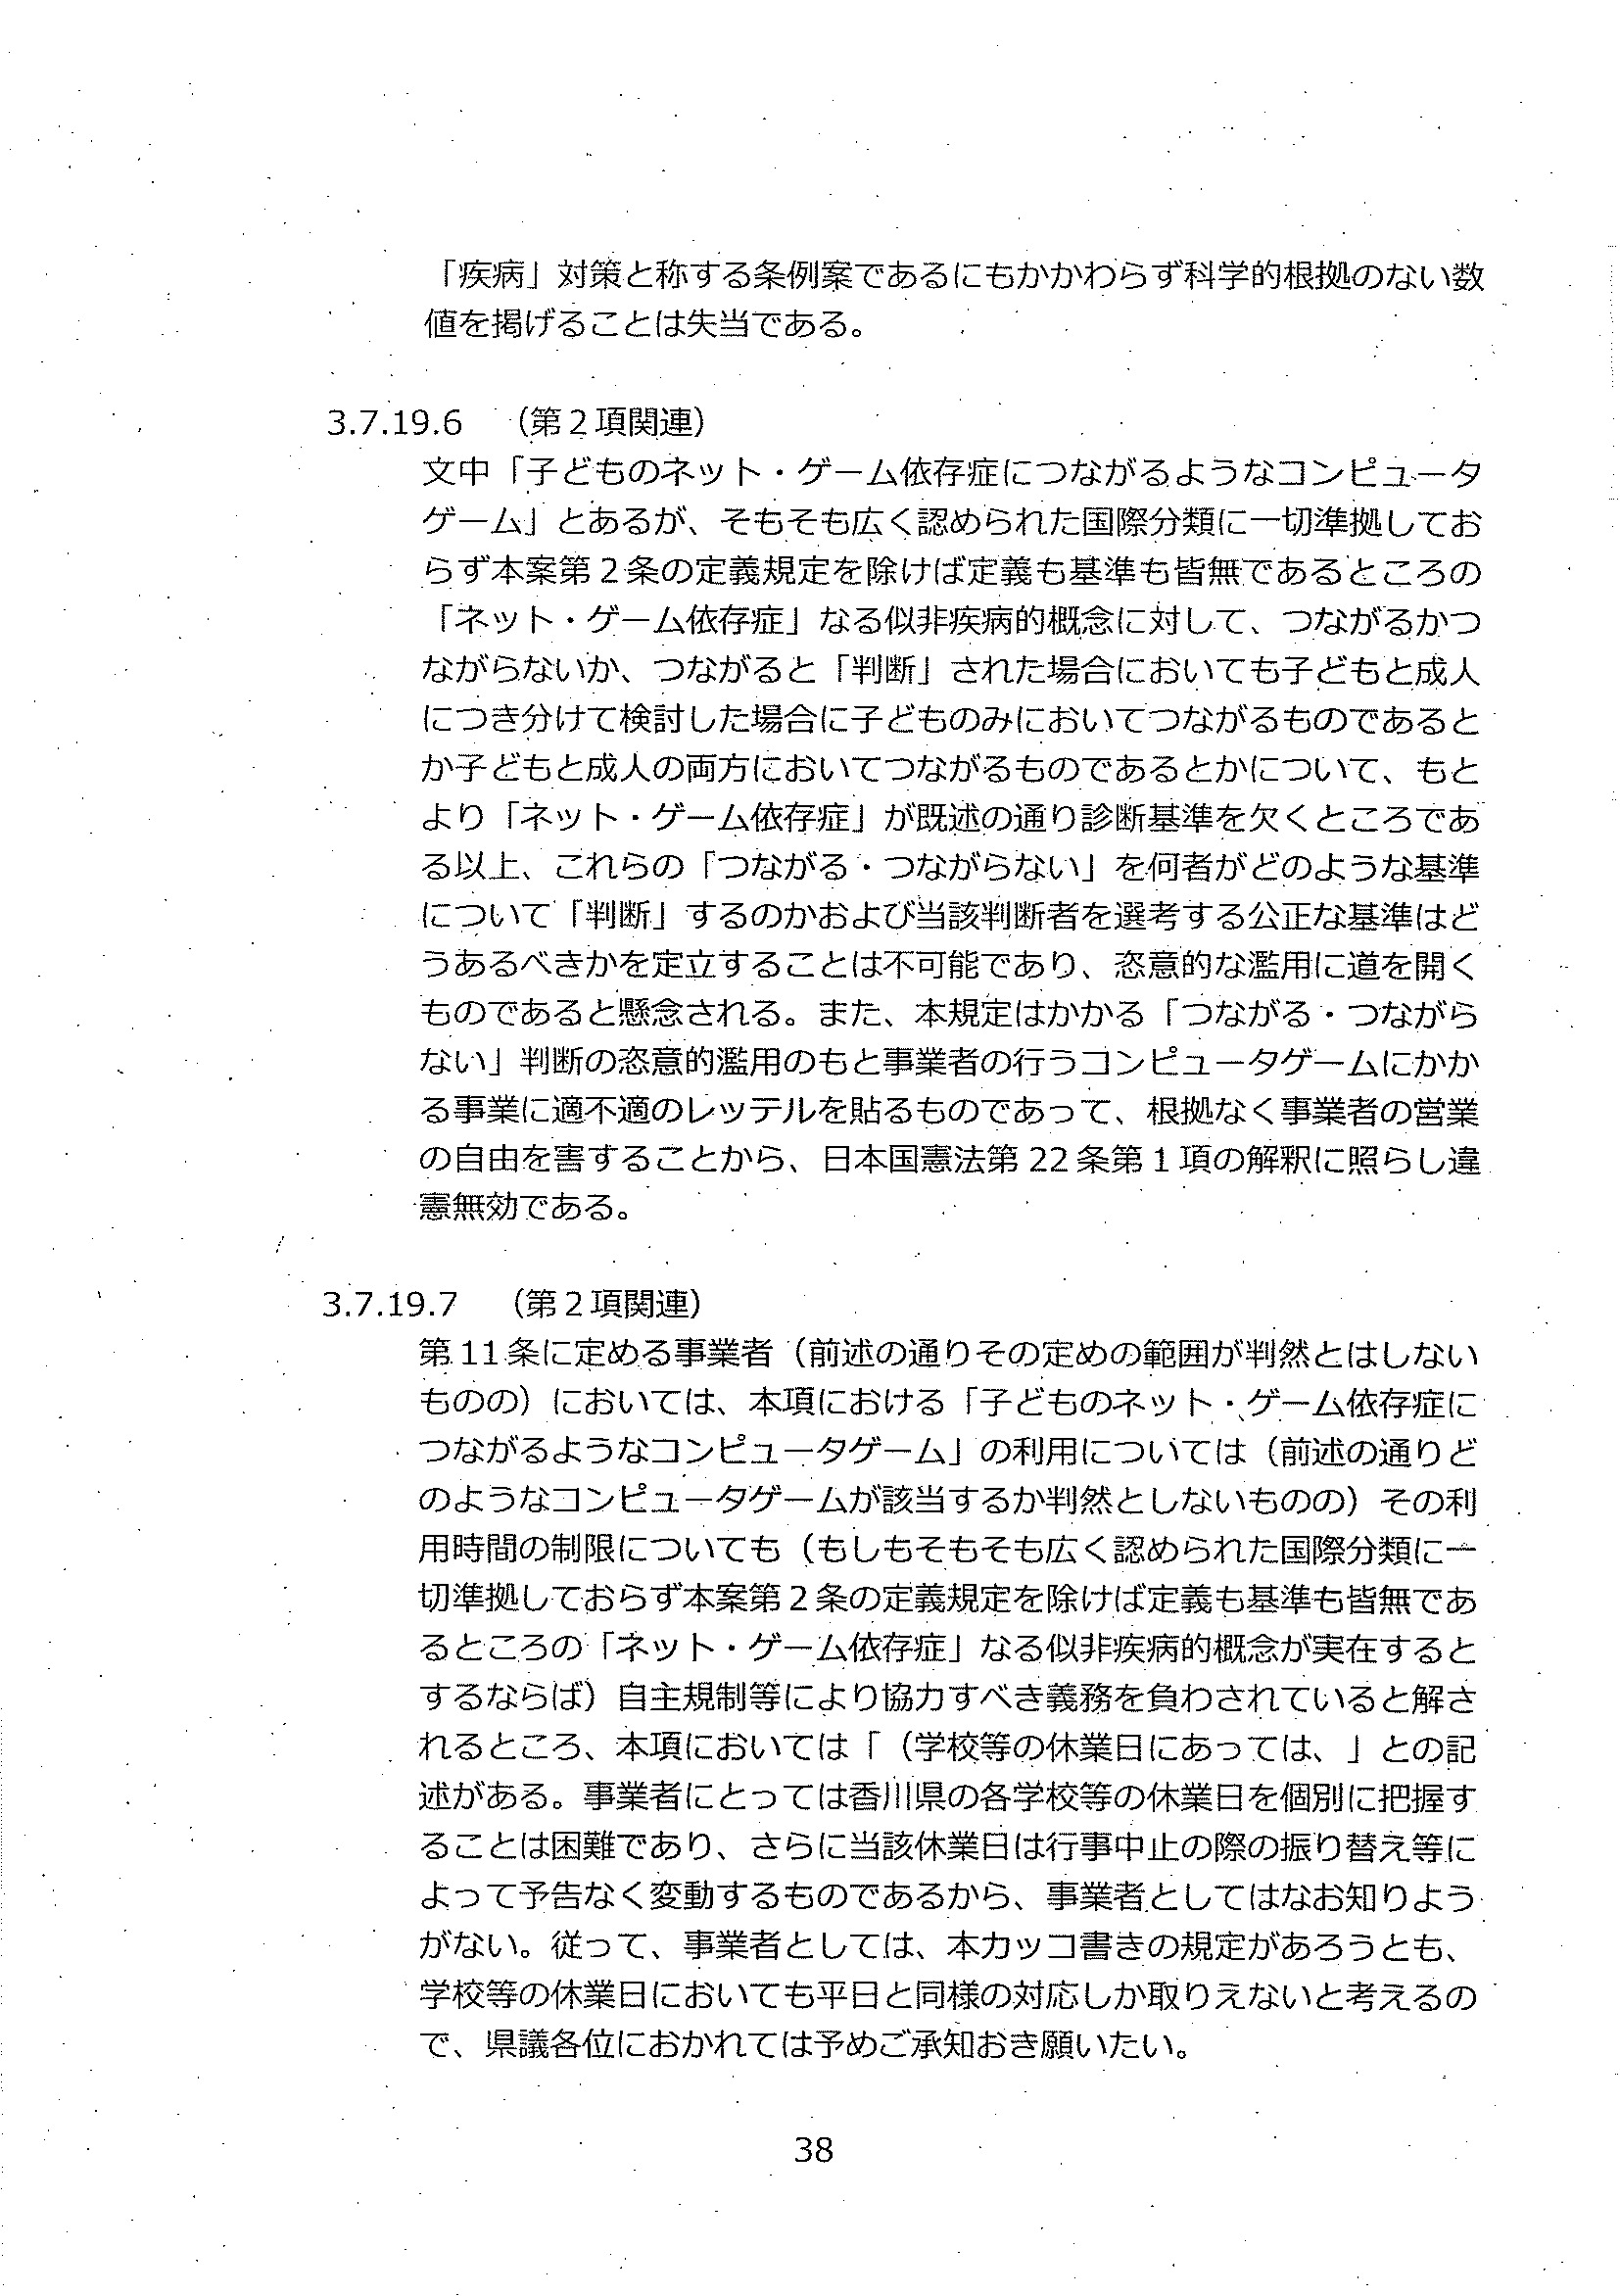 「疾病」対策と称する条例案であるにもかかわらず科学的根拠のない数
値を掲げることは失当である。
3.7.19.6 （第２項関連）
文中「子どものネット・ゲーム依存症につながるようなコンピュータ
ゲーム」とあるが、そもそも広く認められた国際分類に一切準拠してお
らず本案第２条の定義規定を除けば定義も基準も皆無であるところの
「ネット・ゲーム依存症」なる似非疾病的概念に対して、つながるかつ
ながらないか、つながると「判断」された場合においても子どもと成人
につき分けて検討した場合に子どものみにおいてつながるものであると
か子どもと成人の両方においてつながるものであるとかについて、もと
より「ネット・ゲーム依存症」が既述の通り診断基準を欠くところであ
る以上、これらの「つながる・つながらない」を何者がどのような基準
について「判断」するのかおよび当該判断者を選考する公正な基準はど
うあるべきかを定立することは不可能であり、恣意的な濫用に道を開く
ものであると懸念される。また、本規定はかかる「つながる・つながら
ない」判断の恣意的濫用のもと事業者の行うコンピュータゲームにかか
る事業に適不適のレッテルを貼るものであって、根拠なく事業者の営業
の自由を害することから、日本国憲法第 22 条第１項の解釈に照らし違
憲無効である。
3.7.19.7 （第２項関連）
第 11 条に定める事業者（前述の通りその定めの範囲が判然とはしない
ものの）においては、本項における「子どものネット・ゲーム依存症に
つながるようなコンピュータゲーム」の利用については（前述の通りど
のようなコンピュータゲームが該当するか判然としないものの）その利
用時間の制限についても（もしもそもそも広く認められた国際分類に一
切準拠しておらず本案第２条の定義規定を除けば定義も基準も皆無であ
るところの「ネット・ゲーム依存症」なる似非疾病的概念が実在すると
するならば）自主規制等により協力すべき義務を負わされていると解さ
れるところ、本項においては「（学校等の休業日にあっては、」との記
述がある。事業者にとっては香川県の各学校等の休業日を個別に把握す
ることは困難であり、さらに当該休業日は行事中止の際の振り替え等に
よって予告なく変動するものであるから、事業者としてはなお知りよう
がない。従って、事業者としては、本カッコ書きの規定があろうとも、
学校等の休業日においても平日と同様の対応しか取りえないと考えるの
で、県議各位におかれては予めご承知おき願いたい。
38